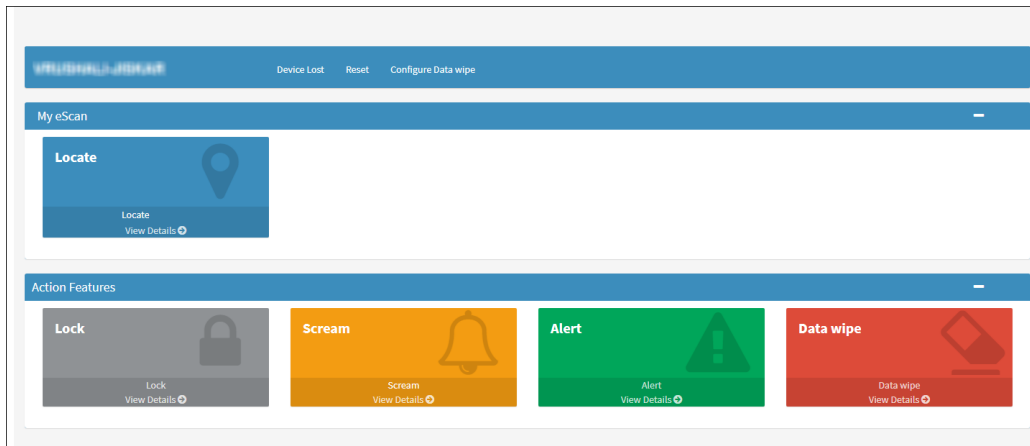 Device Lost Reset Configure Data wipe
My eScan
Locate
Locate
View Details
Action Features
Lock
Scream
Alert
Data wipe
Lock
View Details
Scream
View Details
Alert
View Details
Data wipe
View Details